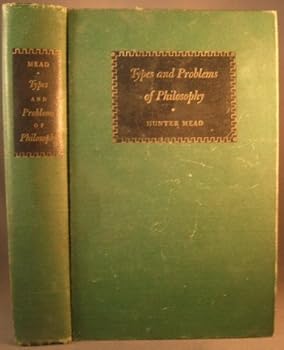 MEAD
Types
AND
Problems
OF
Philosophy
Types and Problems
of Philosophy
HUNTER MEAD